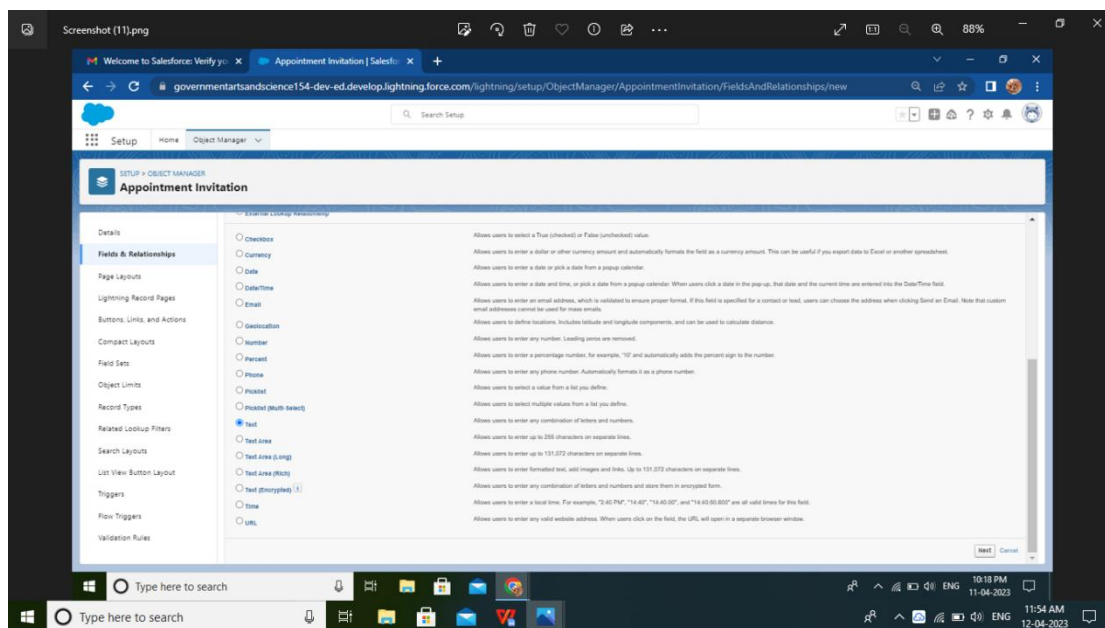 Screenshot (11).png
88%
Welcome to Salesforce: Verify yo
Appointment Invitation | Salesfor
governmentartsandscience154-dev-ed.develop.lightning.force.com/lightning/setup/ObjectManager/AppointmentInvitation/FieldsAndRelationships/new
Search Setup
Setup Home Object Manager
SETUP > OBJECT MANAGER
Appointment Invitation
Details
Fields & Relationships
Page Layouts
Lightning Record Pages
Buttons, Links, and Actions
Compact Layouts
Field Sets
Object Limits
Record Types
Related Lookup Filters
Search Layouts
List View Button Layout
Triggers
Flow Triggers
Validation Rules
External Lookup Relationship
Checkbox Allows users to select a True (checked) or False (unchecked) value.
Currency Allows users to enter a dollar or other currency amount and automatically formats the field as a currency amount. This can be useful if you export data to Excel or another spreadsheet.
Date Allows users to enter a date or pick a date from a popup calendar.
Date/Time Allows users to enter a date and time, or pick a date from a popup calendar. When users click a date in the pop-up, that date and the current time are entered into the Date/Time field.
Email Allows users to enter an email address, which is validated to ensure proper format. If this field is specified for a contact or lead, users can choose the address when clicking Send an Email. Note that custom
email addresses cannot be used for mass emails.
Geolocation Allows users to define locations. Includes latitude and longitude components, and can be used to calculate distance.
Number Allows users to enter any number. Leading zeros are removed.
Percent Allows users to enter a percentage number, for example, '10' and automatically adds the percent sign to the number.
Phone Allows users to enter any phone number. Automatically formats it as a phone number.
Picklist Allows users to select a value from a list you define.
Picklist (Multi-Select) Allows users to select multiple values from a list you define.
Text Allows users to enter any combination of letters and numbers.
Text Area Allows users to enter up to 255 characters on separate lines.
Text Area (Long) Allows users to enter up to 131,072 characters on separate lines.
Text Area (Rich) Allows users to enter formatted text, add images and links. Up to 131,072 characters on separate lines.
Text (Encrypted) Allows users to enter any combination of letters and numbers and store them in encrypted form.
Time Allows users to enter a local time. For example, "2:40 PM", "14:40", "14:40:00", and "14:40:50:600" are all valid times for this field.
URL Allows users to enter any valid website address. When users click on the field, the URL will open in a separate browser window.
Next Cancel
Type here to search
ENG 10:18 PM
11-04-2023
Type here to search
ENG 11:54 AM
12-04-2023